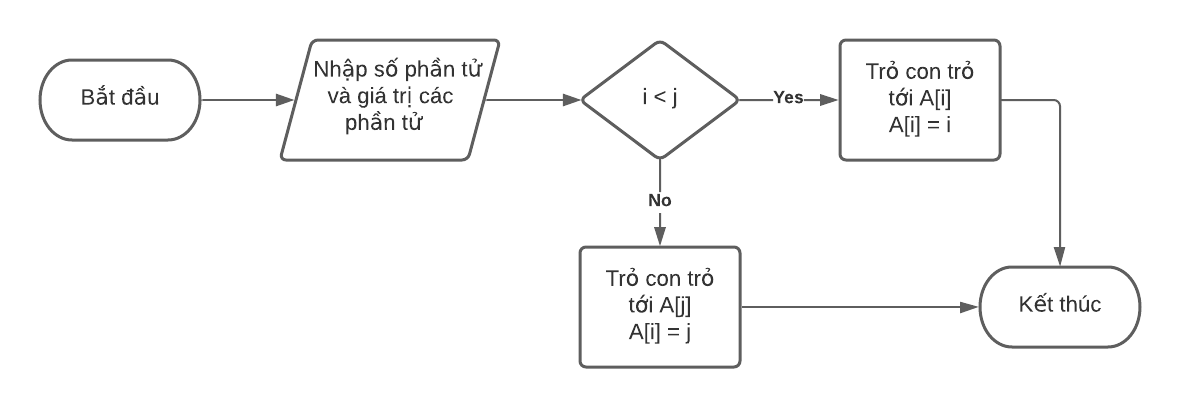 Bắt đầu
Nhập số phần tử
và giá trị các
phần tử
i < j
Yes
Trỏ con trỏ
tới A[i]
A[i] = i
No
Trỏ con trỏ
tới A[j]
A[i] = j
Kết thúc